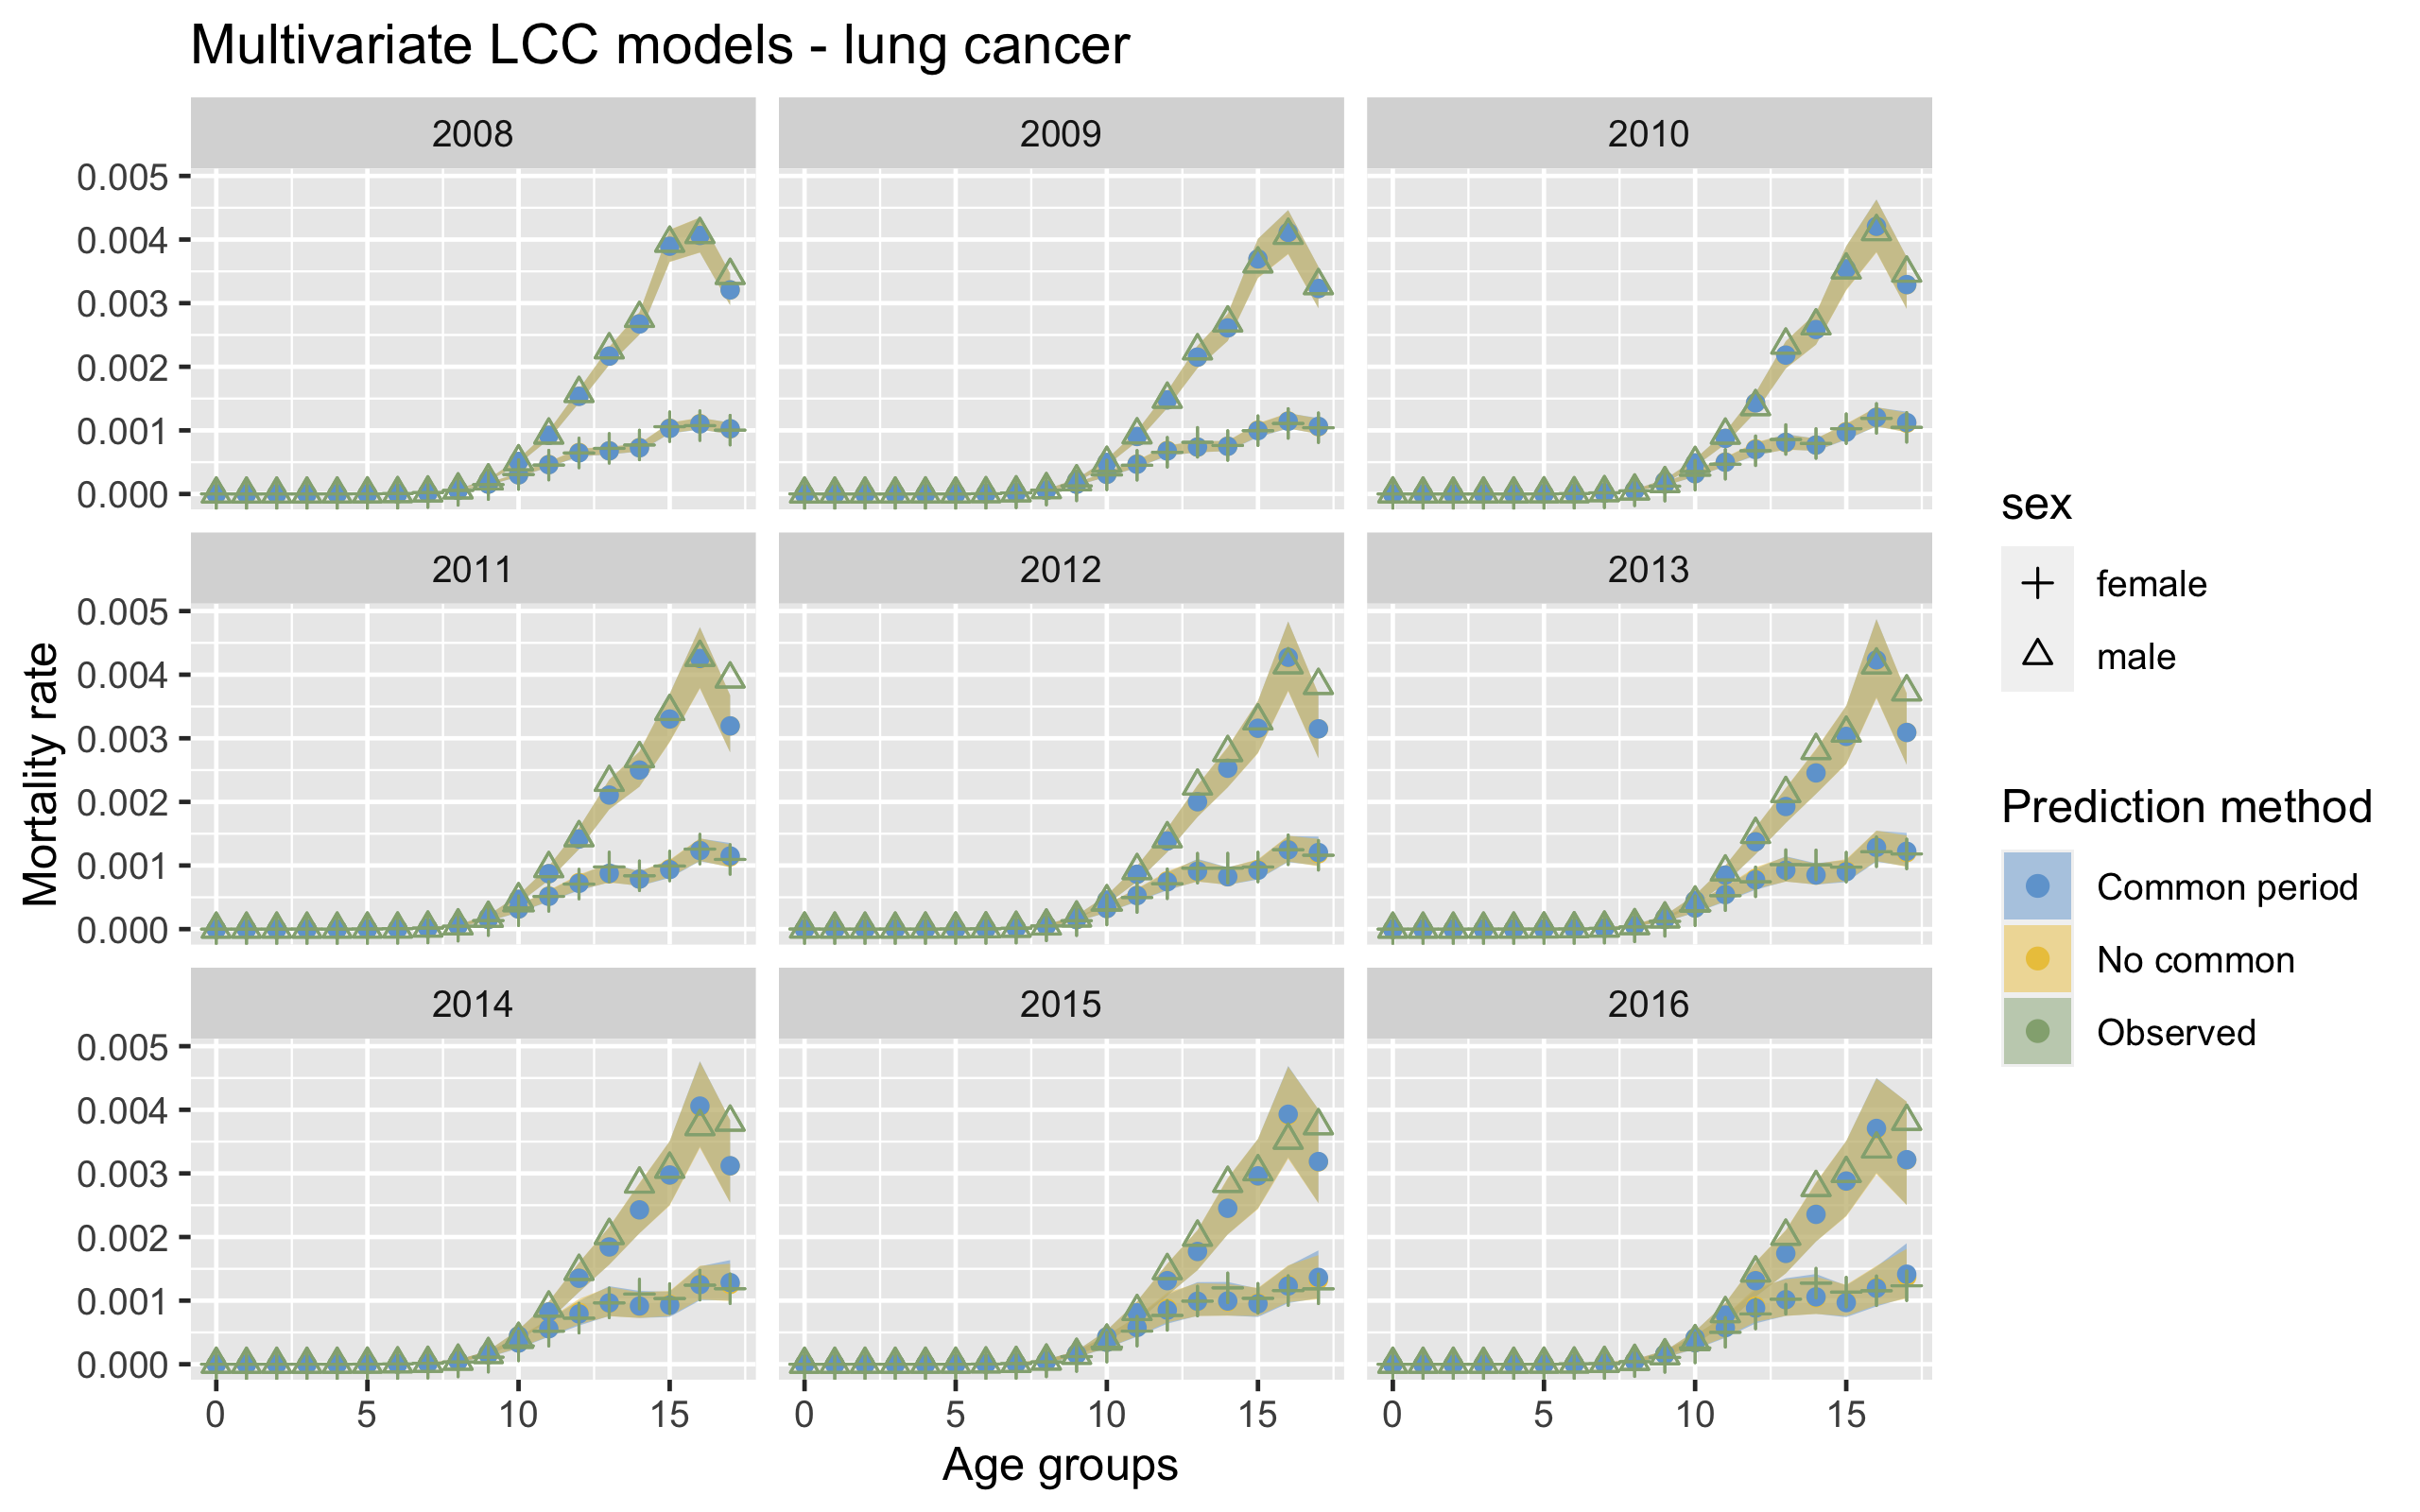 Multivariate LCC models - lung cancer
2008
2009
2010
0.005
0.004
0.003
0.002
0.001
0.000
2011
2012
2013
0.005
0.004
0.003
0.002
0.001
0.000
2014
2015
2016
0.005
0.004
0.003
0.002
0.001
0.000
0 5 10 15
0 5 10 15
0 5 10 15
Age groups
Mortality rate
sex
female
male
Prediction method
Common period
No common
Observed